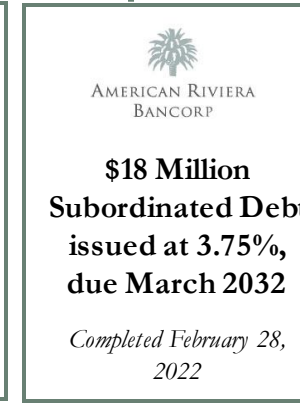 AMERICAN RIVIERA
BANCORP
$18 Million
Subordinated Debt
issued at 3.75%,
due March 2032
Completed February 28,
2022